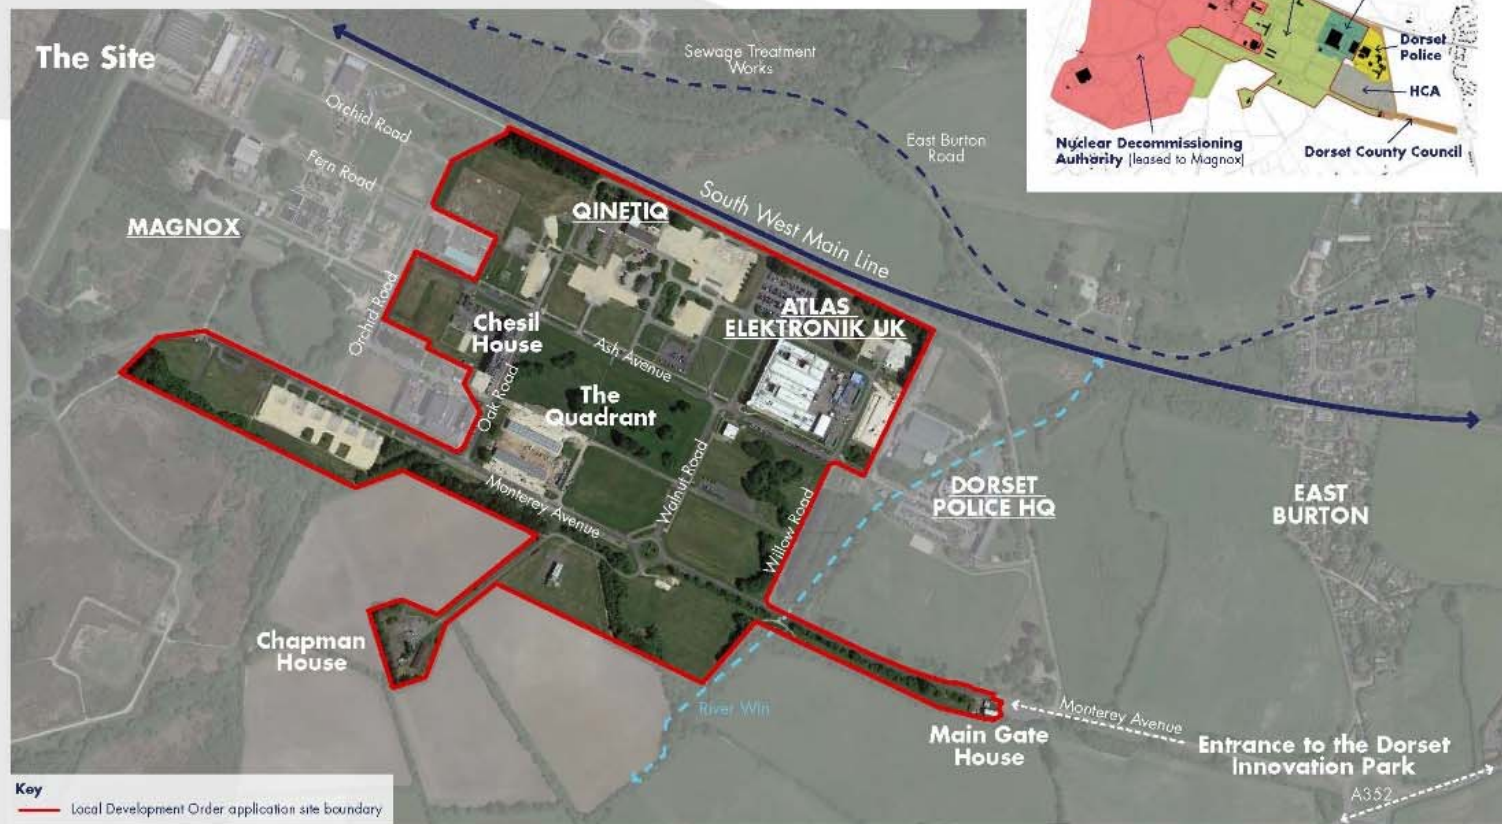 The Site
Sewage Treatment
Works
Dorset
Police
HCA
Nuclear Decommissioning
Authority (leased to Magnox)
Dorset County Council
Orchid Road
Fern Road
East Burton
Road
MAGNOX
QINETIQ
South West Main Line
Orchid Road
Chesil
House
ATLAS
ELEKTRONIK UK
Ash Avenue
The
Quadrant
Oak Road
Walnut Road
Monterey Avenue
Willow Road
DORSET
POLICE HQ
EAST
BURTON
Chapman
House
River Win
Main Gate
House
Monterey Avenue
Entrance to the Dorset
Innovation Park
A352
Key
Local Development Order application site boundary